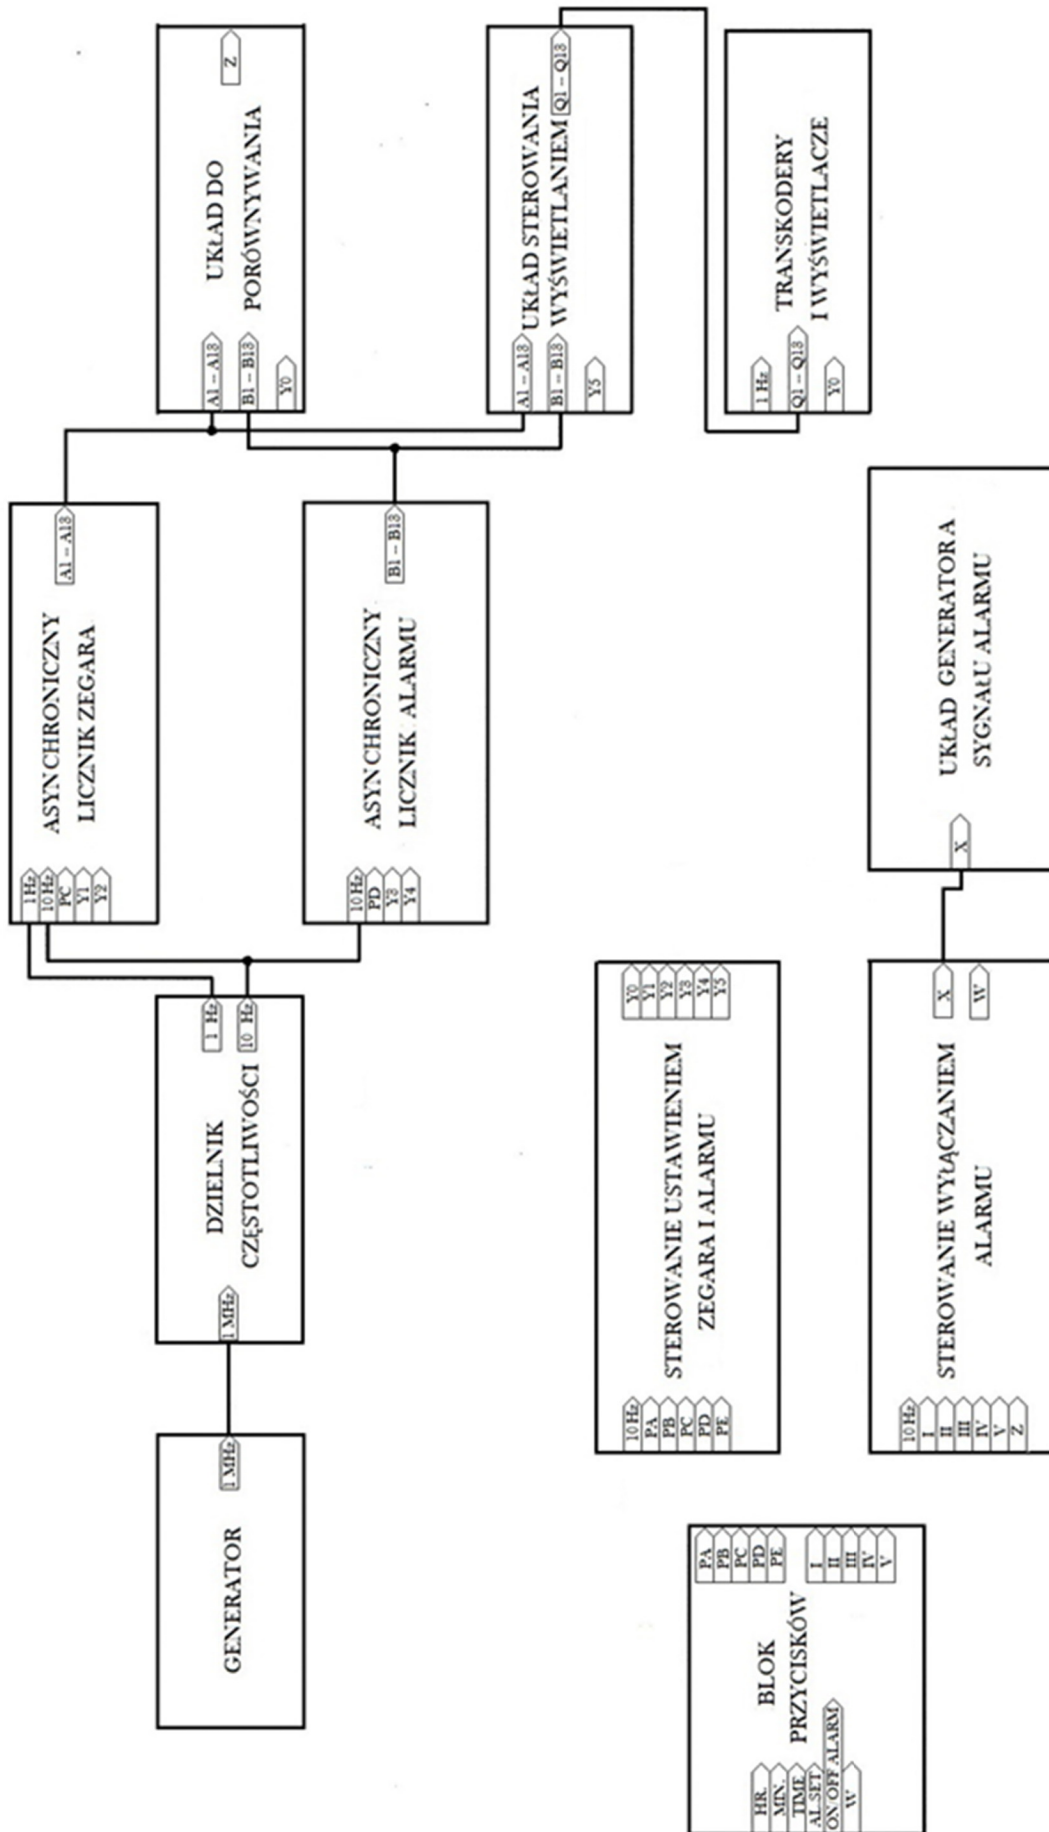 GENERATOR
1 MHz
1 MHz
DZIELNIK
CZĘSTOTLIWOŚCI
1 Hz
10 Hz
1Hz
10 Hz
PC
Y1
Y2
ASYNCHRONICZNY
LICZNIK ZEGARA
A1 – A13
10 Hz
PD
Y3
Y4
ASYNCHRONICZNY
LICZNIK ALARMU
B1 – B13
A1 – A13
B1 – B13
Y0
UKŁAD DO
PORÓWNYWANIA
Z
A1 – A13
B1 – B13
Y5
UKŁAD STEROWANIA
WYŚWIETLANIEM
Q1 – Q13
1 Hz
Q1 – Q13
Y0
TRANSKODERY
I WYŚWIETLACZE
HR.
MIN.
TIME
AL SET
ON/OFF ALARM
W
BLOK
PRZYCISKÓW
PA
PB
PC
PD
PE
I
II
III
IV
V
10 Hz
PA
PB
PC
PD
PE
STEROWANIE USTAWIENIEM
ZEGARA I ALARMU
Y0
Y1
Y2
Y3
Y4
Y5
10 Hz
I
II
III
IV
V
Z
STEROWANIE WYŁĄCZANIEM
ALARMU
X
W
X
UKŁAD GENERATORA
SYGNAŁU ALARMU